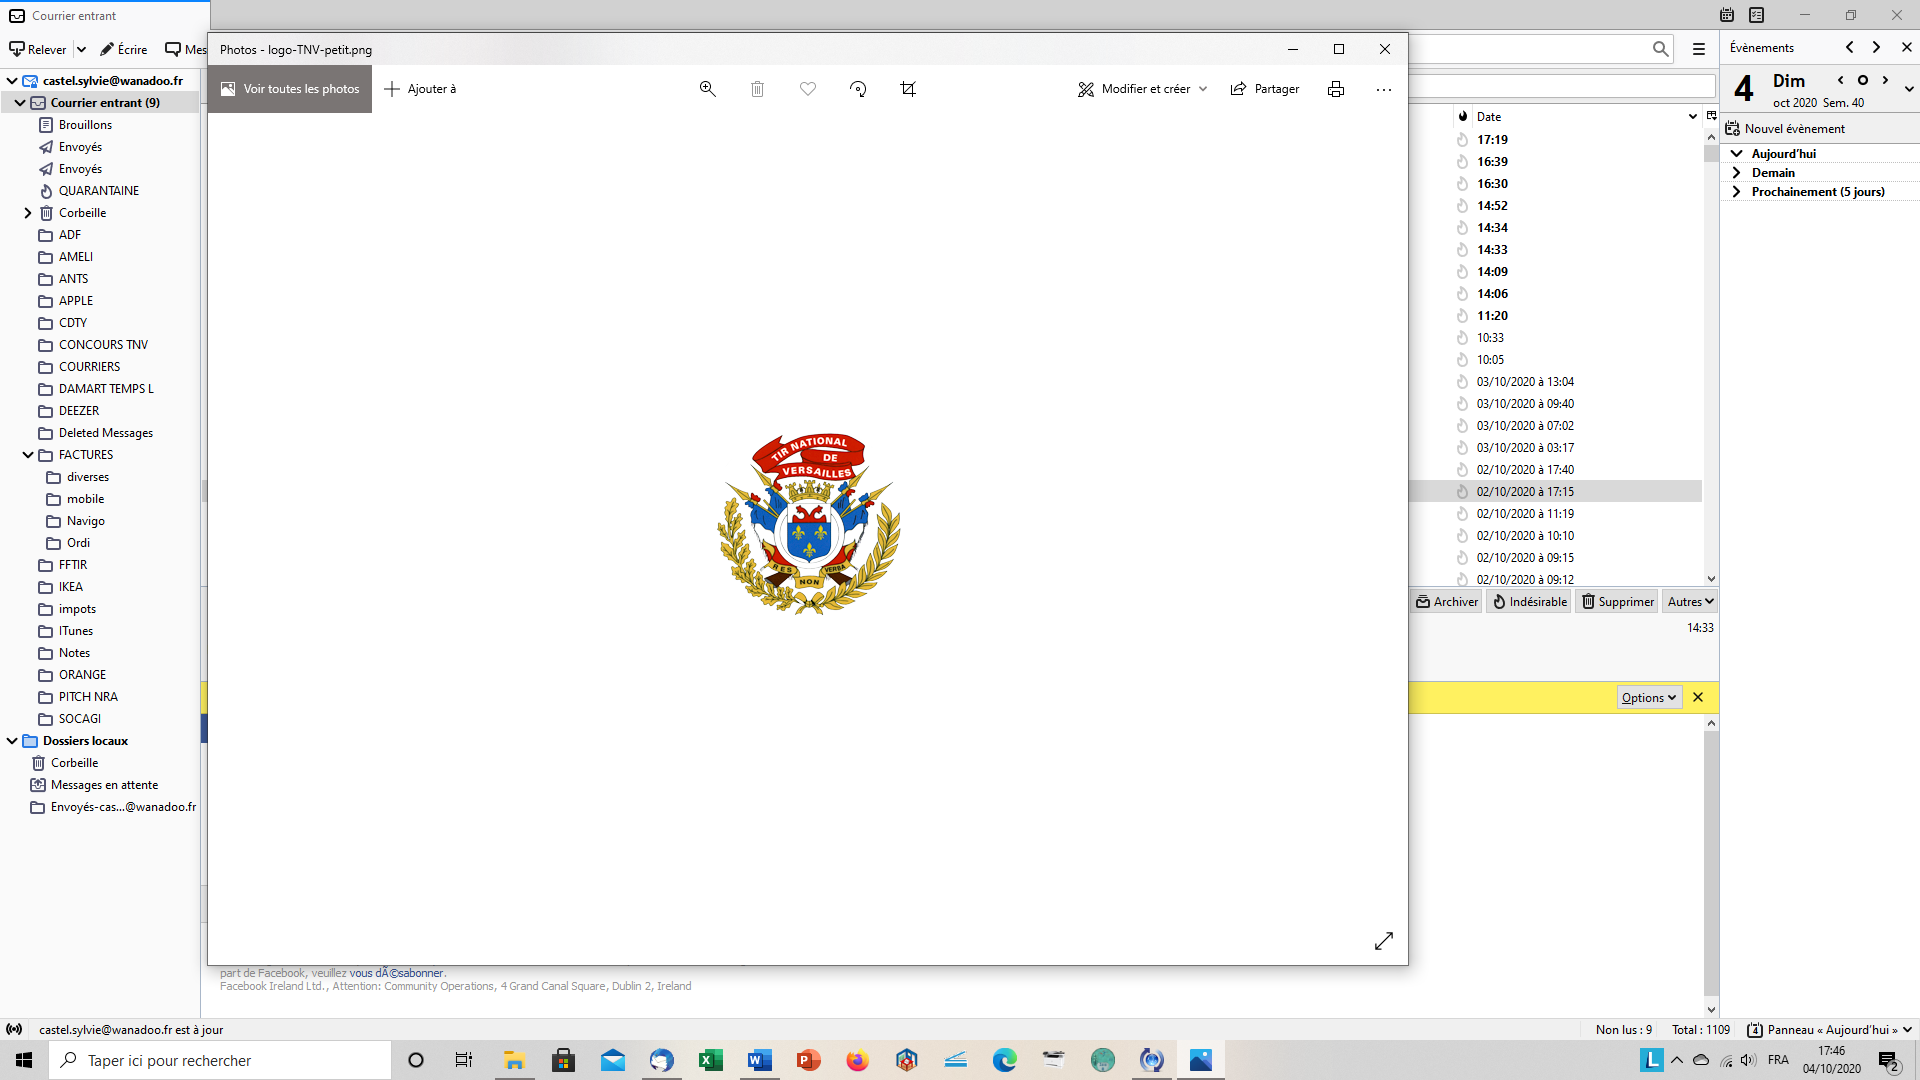 Courrier entrant
Relever
Écrire
Mes
castel.sylvie@wanadoo.fr
Courrier entrant (9)
Brouillons
Envoyés
Envoyés
QUARANTAINE
Corbeille
ADF
AMELI
ANTS
APPLE
CDTY
CONCOURS TNV
COURRIERS
DAMART TEMPS L
DEEZER
Deleted Messages
FACTURES
diverses
mobile
Navigo
Ordi
FFTIR
IKEA
impots
ITunes
Notes
ORANGE
PITCH NRA
SOCAGI
Dossiers locaux
Corbeille
Messages en attente
Envoyés-cas...@wanadoo.fr
Photos - logo-TNV-petit.png
Voir toutes les photos
Ajouter à
Modifier et créer
Partager
TIR NATIONAL
DE
VERSAILLES
RES
NON
VERBA
part de Facebook, veuillez vous dÃ©sabonner.
Facebook Ireland Ltd., Attention: Community Operations, 4 Grand Canal Square, Dublin 2, Ireland
Date
17:19
16:39
16:30
14:52
14:34
14:33
14:09
14:06
11:20
10:33
10:05
03/10/2020 à 13:04
03/10/2020 à 09:40
03/10/2020 à 07:02
03/10/2020 à 03:17
02/10/2020 à 17:40
02/10/2020 à 17:15
02/10/2020 à 11:19
02/10/2020 à 10:10
02/10/2020 à 09:15
02/10/2020 à 09:12
Archiver
Indésirable
Supprimer
Autres
14:33
Options
Évènements
4
Dim
oct 2020 Sem. 40
Nouvel évènement
Aujourd'hui
Demain
Prochainement (5 jours)
castel.sylvie@wanadoo.fr est à jour
Non lus : 9
Total : 1109
4
Panneau « Aujourd'hui »
Taper ici pour rechercher
L
FRA
17:46
04/10/2020
2